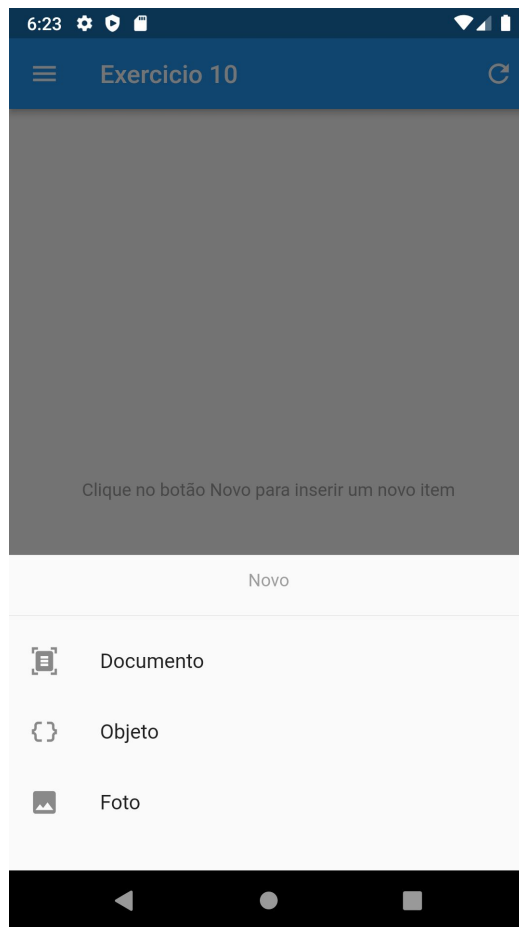 6:23
Exercicio 10
Clique no botão Novo para inserir um novo item
Novo
Documento
Objeto
Foto